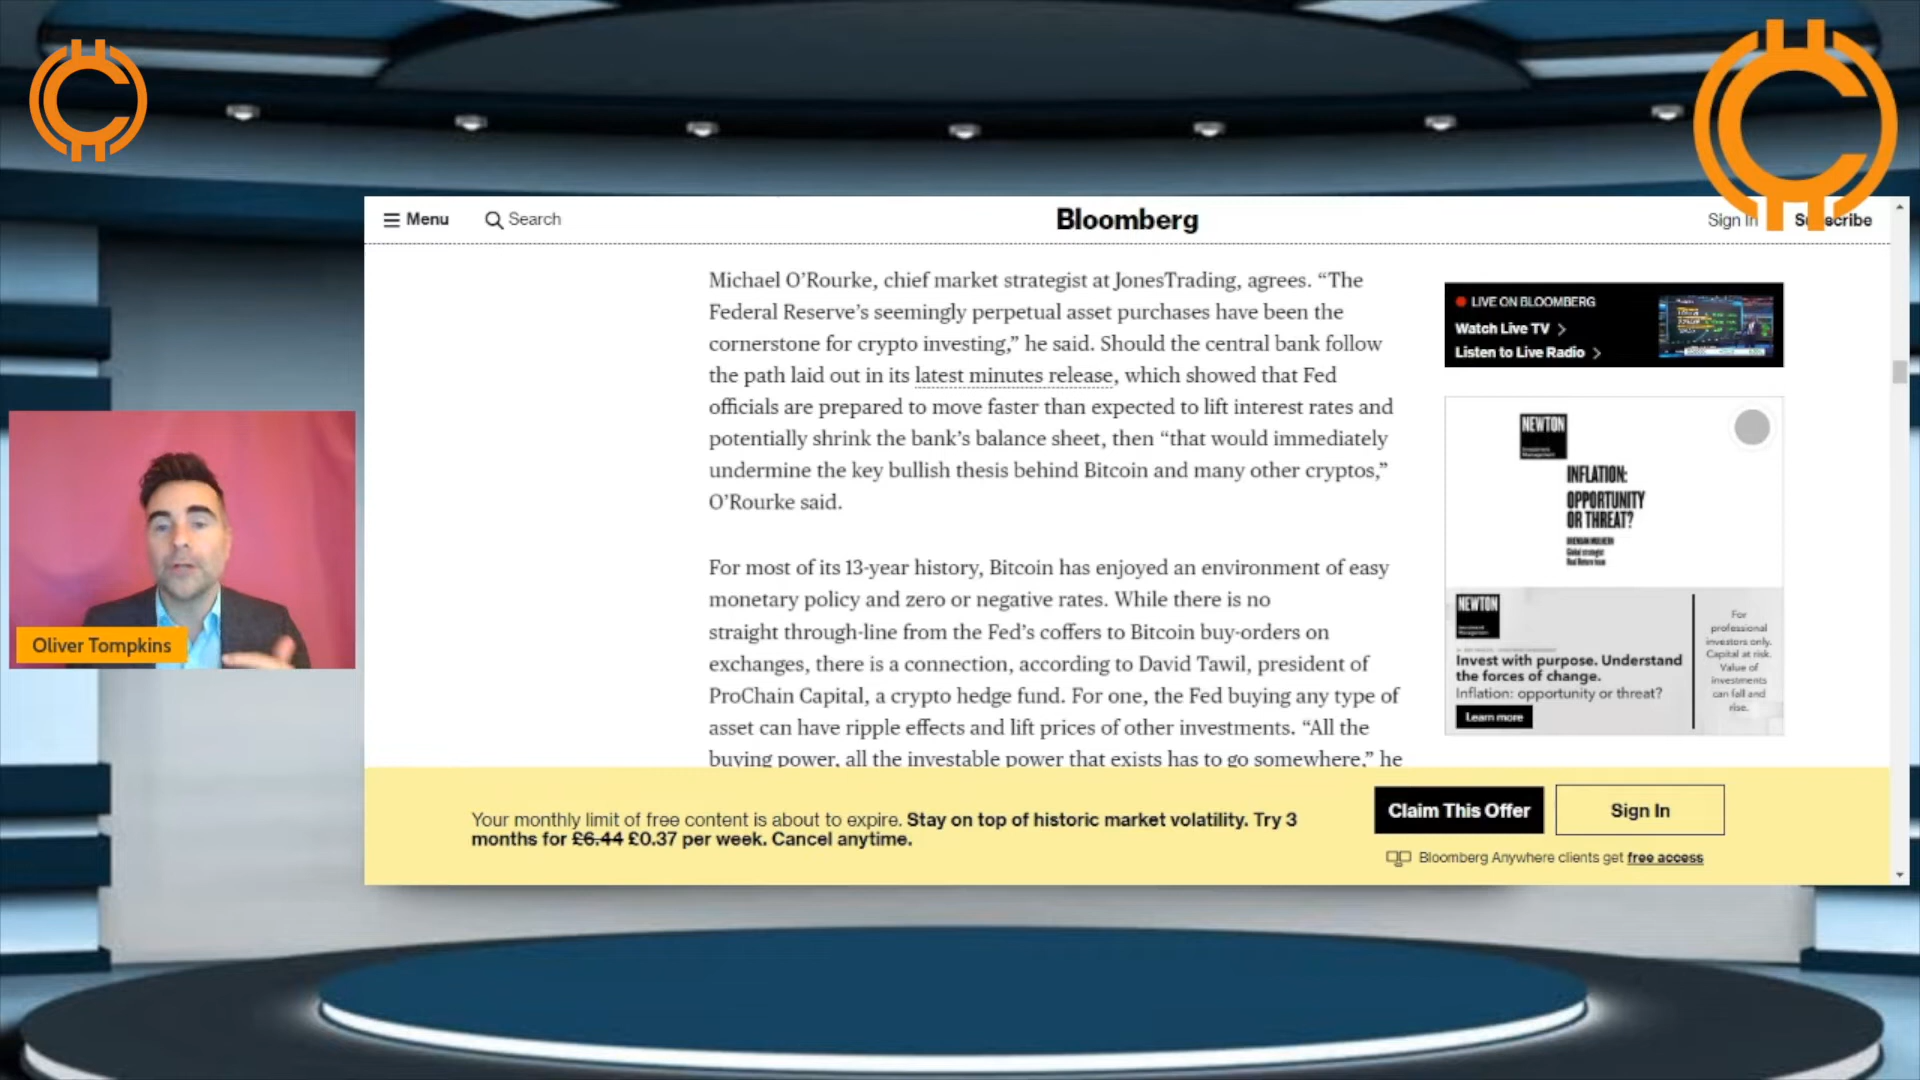 Menu
Search
Bloomberg
Sign In
Michael O’Rourke, chief market strategist at JonesTrading, agrees. “The
Federal Reserve’s seemingly perpetual asset purchases have been the
cornerstone for crypto investing,” he said. Should the central bank follow
the path laid out in its latest minutes release, which showed that Fed
officials are prepared to move faster than expected to lift interest rates and
potentially shrink the bank’s balance sheet, then “that would immediately
undermine the key bullish thesis behind Bitcoin and many other cryptos,”
O’Rourke said.
For most of its 13-year history, Bitcoin has enjoyed an environment of easy
monetary policy and zero or negative rates. While there is no
straight through-line from the Fed’s coffers to Bitcoin buy-orders on
exchanges, there is a connection, according to David Tawil, president of
ProChain Capital, a crypto hedge fund. For one, the Fed buying any type of
asset can have ripple effects and lift prices of other investments. “All the
buying power, all the investable power that exists has to go somewhere,” he
LIVE ON BLOOMBERG
Watch Live TV
Listen to Live Radio
NEWTON
Investment Management
INFLATION:
OPPORTUNITY
OR THREAT?
Global strategist
Real Return team
NEWTON
Investment Management
Invest with purpose. Understand
the forces of change.
Inflation: opportunity or threat?
Learn more
For
professional
investors only.
Capital at risk.
Value of
investments
can fall and
rise.
Oliver Tompkins
Your monthly limit of free content is about to expire. Stay on top of historic market volatility. Try 3
months for £6.44 £0.37 per week. Cancel anytime.
Claim This Offer
Sign In
Bloomberg Anywhere clients get free access